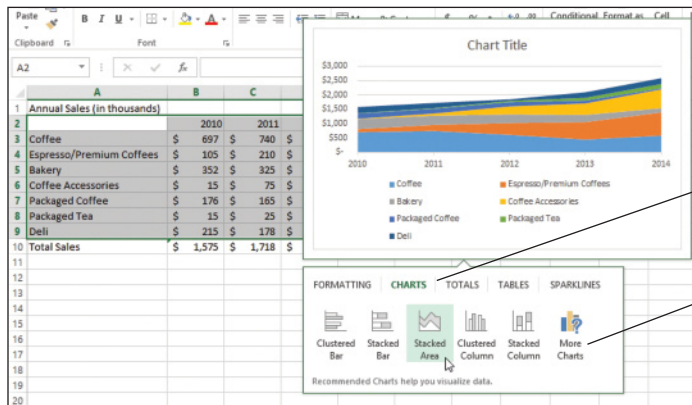 Paste
B I U A
Conditional Format as Cell
Clipboard Font
A2 fx
A B C
1 Annual Sales (in thousands)
2 2010 2011
3 Coffee $ 697 $ 740 $
4 Espresso/Premium Coffees $ 105 $ 210 $
5 Bakery $ 352 $ 325 $
6 Coffee Accessories $ 15 $ 75 $
7 Packaged Coffee $ 176 $ 165 $
8 Packaged Tea $ 15 $ 25 $
9 Deli $ 215 $ 178 $
10 Total Sales $ 1,575 $ 1,718 $
11
12
13
14
15
16
17
18
19
20
Chart Title
$3,000
$2,500
$2,000
$1,500
$1,000
$500
$-
2010 2011 2012 2013 2014
Coffee Espresso/Premium Coffees
Bakery Coffee Accessories
Packaged Coffee Packaged Tea
Deli
FORMATTING CHARTS TOTALS TABLES SPARKLINES
Clustered Stacked Stacked Clustered Stacked More
Bar Bar Area Column Column Charts
Recommended Charts help you visualize data.